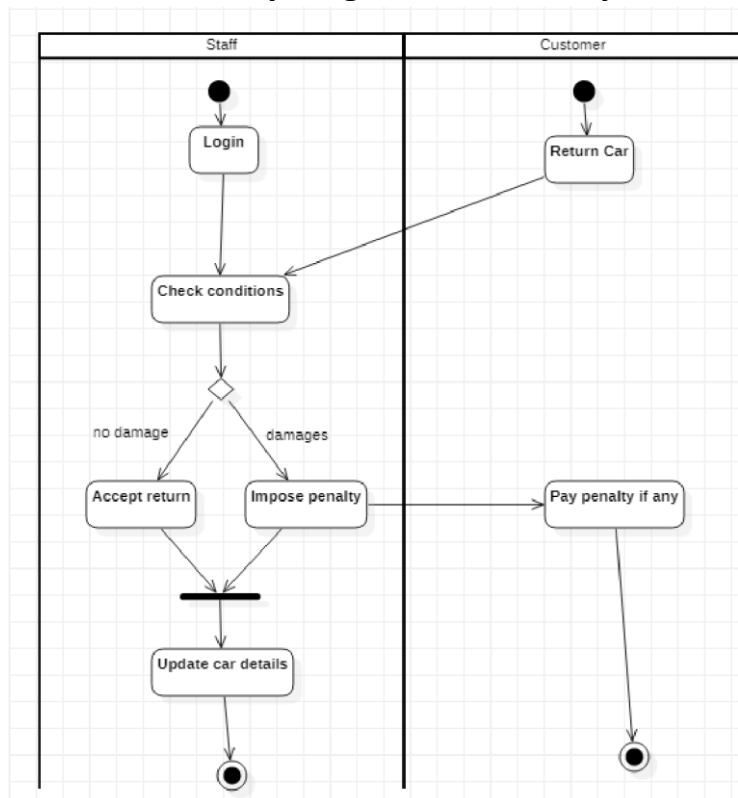 Staff
Customer
Login
Return Car
Check conditions
no damage
damages
Accept return
Impose penalty
Pay penalty if any
Update car details